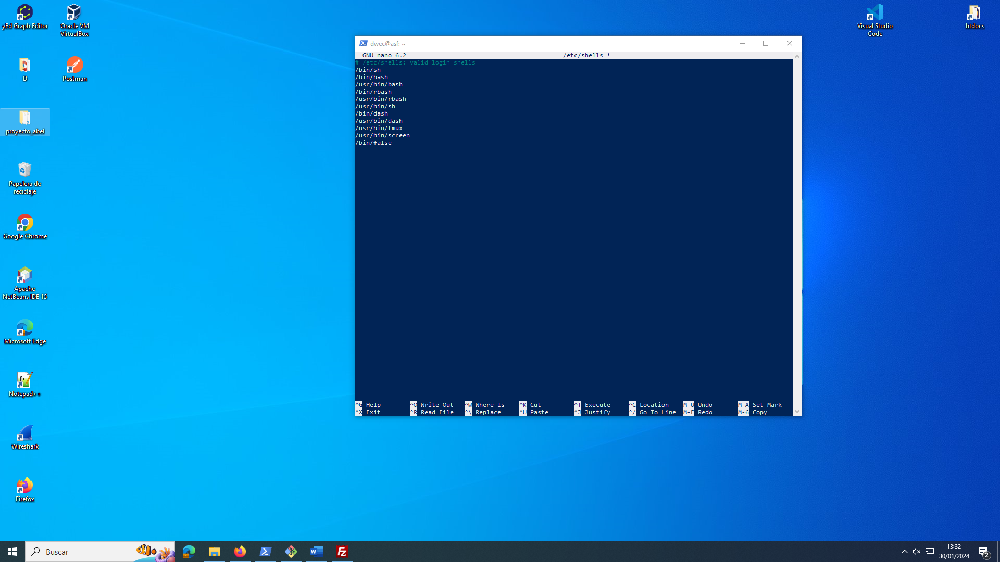 yEd Graph Editor
Oracle VM
VirtualBox
D
Postman
proyecto_abel
Papelera de
reciclaje
Google Chrome
Apache
NetBeans IDE 15
Microsoft Edge
Notepad++
Wireshark
Firefox
Visual Studio
Code
htdocs
dwec@asf: ~
GNU nano 6.2 /etc/shells *
# /etc/shells: valid login shells
/bin/sh
/bin/bash
/usr/bin/bash
/bin/rbash
/usr/bin/rbash
/usr/bin/sh
/bin/dash
/usr/bin/dash
/usr/bin/tmux
/usr/bin/screen
/bin/false
^G Help ^O Write Out ^W Where Is ^K Cut ^T Execute ^C Location M-U Undo M-A Set Mark
^X Exit ^R Read File ^\ Replace ^U Paste ^J Justify ^/ Go To Line M-E Redo M-6 Copy
Buscar
13:32
30/01/2024
2